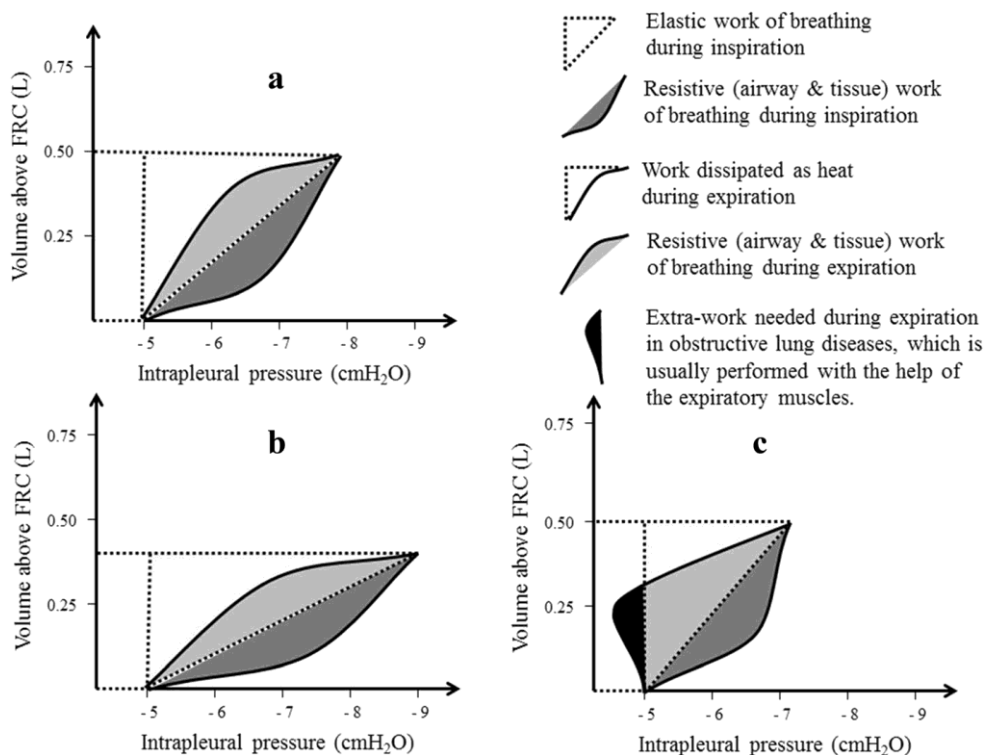 a
Volume above FRC (L)
0.75
0.50
0.25
- 5
- 6
- 7
- 8
- 9
Intrapleural pressure (cmH₂O)
Elastic work of breathing
during inspiration
Resistive (airway & tissue) work
of breathing during inspiration
Work dissipated as heat
during expiration
Resistive (airway & tissue) work
of breathing during expiration
Extra-work needed during expiration
in obstructive lung diseases, which is
usually performed with the help of
the expiratory muscles.
b
Volume above FRC (L)
0.75
0.50
0.25
- 5
- 6
- 7
- 8
- 9
Intrapleural pressure (cmH₂O)
c
Volume above FRC (L)
0.75
0.50
0.25
- 5
- 6
- 7
- 8
- 9
Intrapleural pressure (cmH₂O)